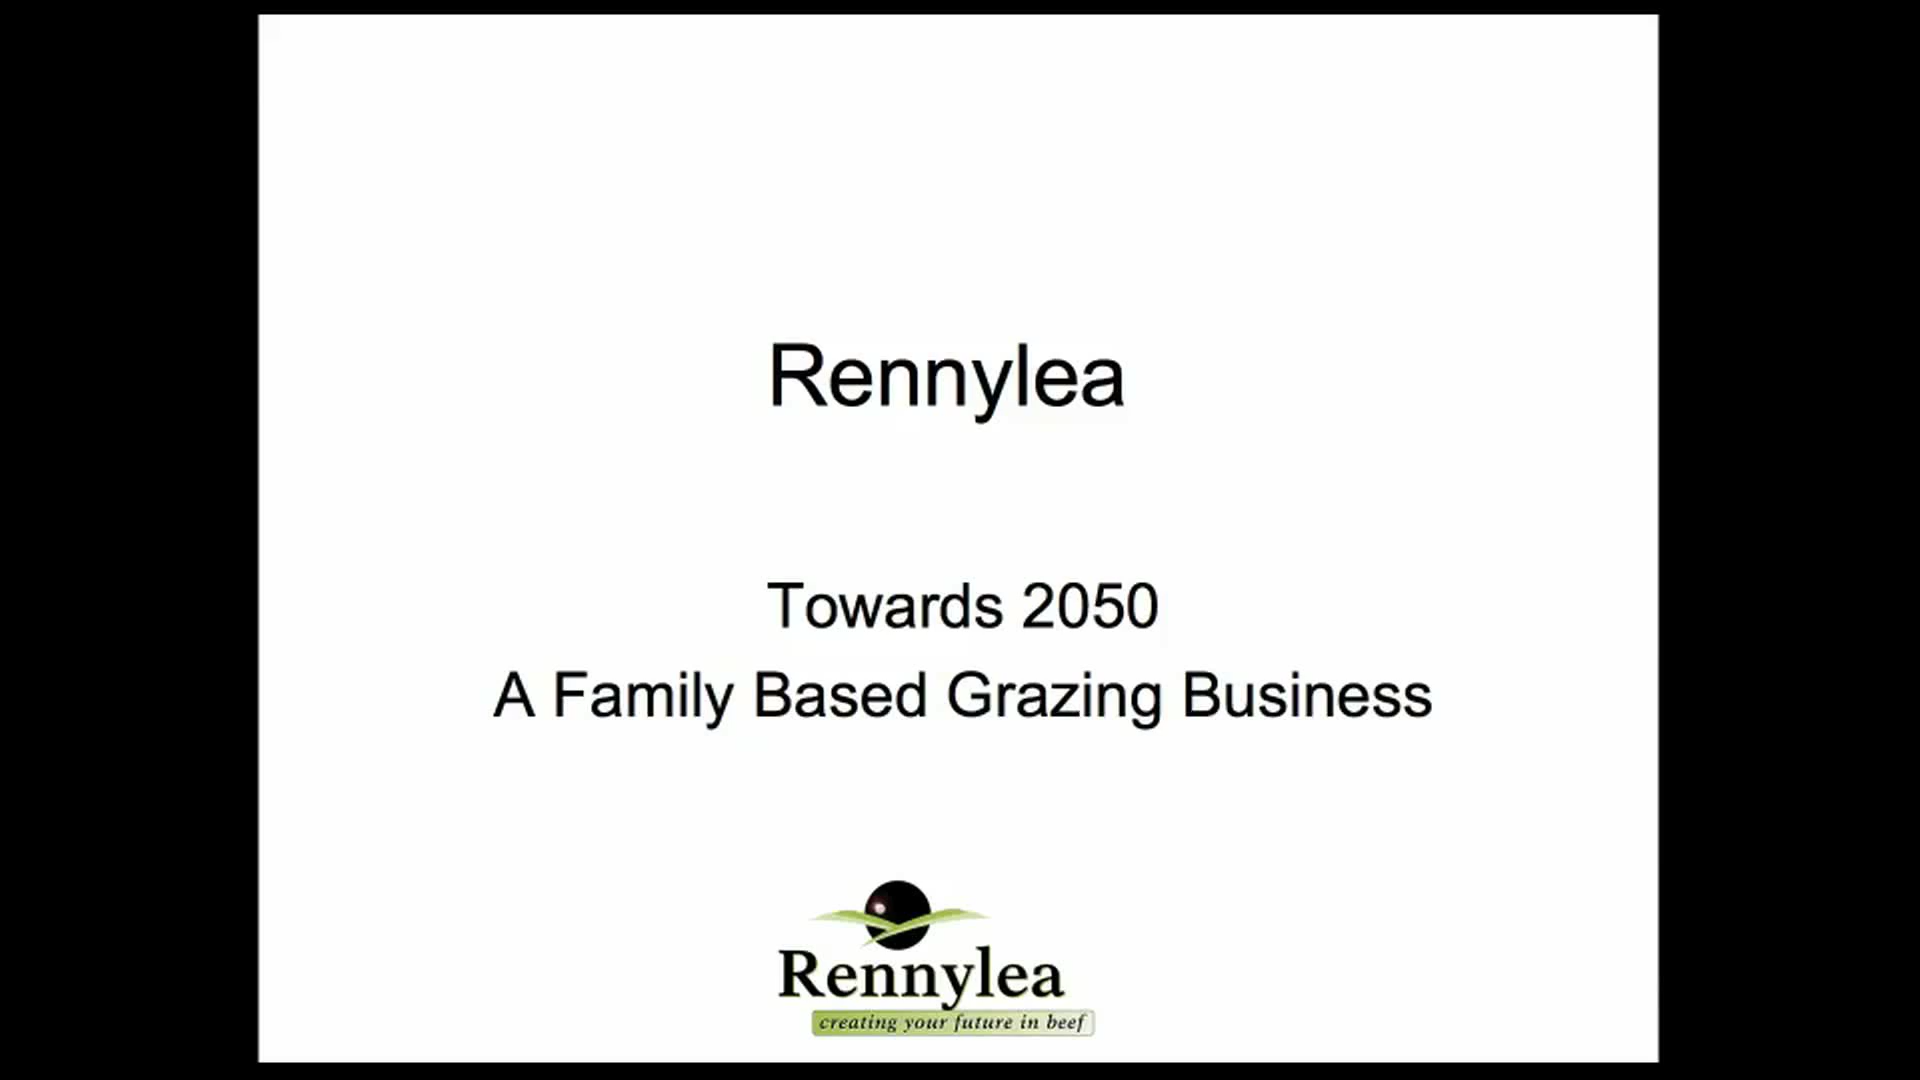 Rennylea
Towards 2050
A Family Based Grazing Business
Rennylea
creating your future in beef